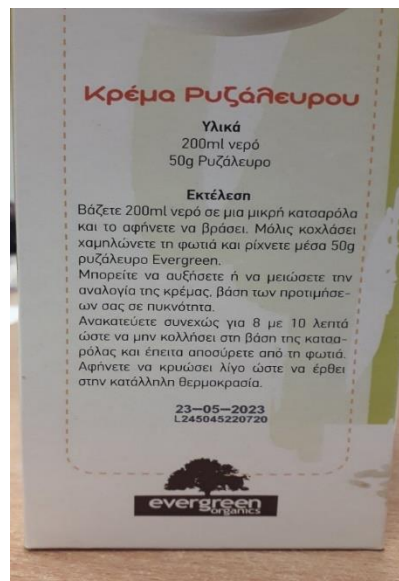 Κρέμα Ρυζάλευρου
Υλικά
200ml νερό
50g Ρυζάλευρο
Εκτέλεση
Βάζετε 200ml νερό σε μια μικρή κατσαρόλα
και το αφήνετε να βράσει. Μόλις κοχλάσει
χαμηλώνετε τη φωτιά και ρίχνετε μέσα 50g
ρυζάλευρο Evergreen.
Μπορείτε να αυξήσετε ή να μειώσετε την
αναλογία της κρέμας, βάση των προτιμήσε-
ων σας σε πυκνότητα.
Ανακατεύετε συνεχώς για 8 με 10 λεπτά
ώστε να μην κολλήσει στη βάση της κατσα-
ρόλας και έπειτα αποσύρετε από τη φωτιά.
Αφήνετε να κρυώσει λίγο ώστε να έρθει
στην κατάλληλη θερμοκρασία.
23-05-2023
L245045220720
evergreen
organics